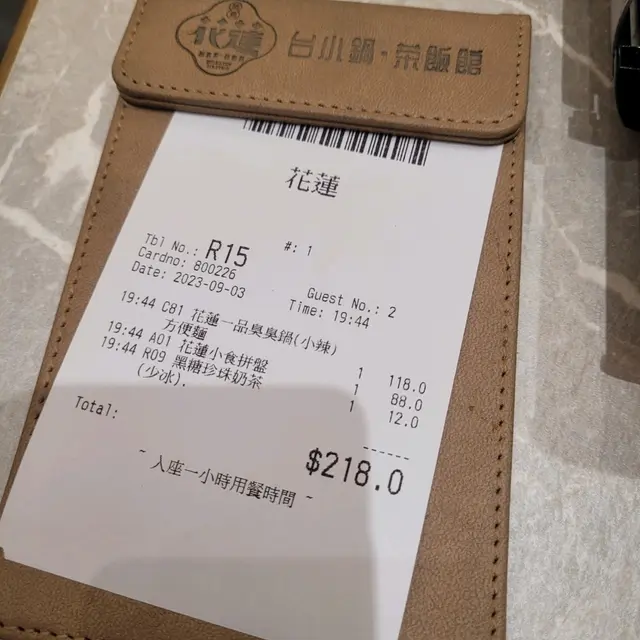 花蓮
台小鍋·茶飯館
花蓮
Tbl No.: R15 #: 1
Cardno: 800226 Guest No.: 2
Date: 2023-09-03 Time: 19:44
19:44 C81 花蓮一品臭臭鍋(小辣) 1 118.0
方便麵
19:44 A01 花蓮小食拼盤 1 88.0
19:44 R09 黑糖珍珠奶茶 1 12.0
(少冰).
------
Total: $218.0
~ 入座一小時用餐時間 ~